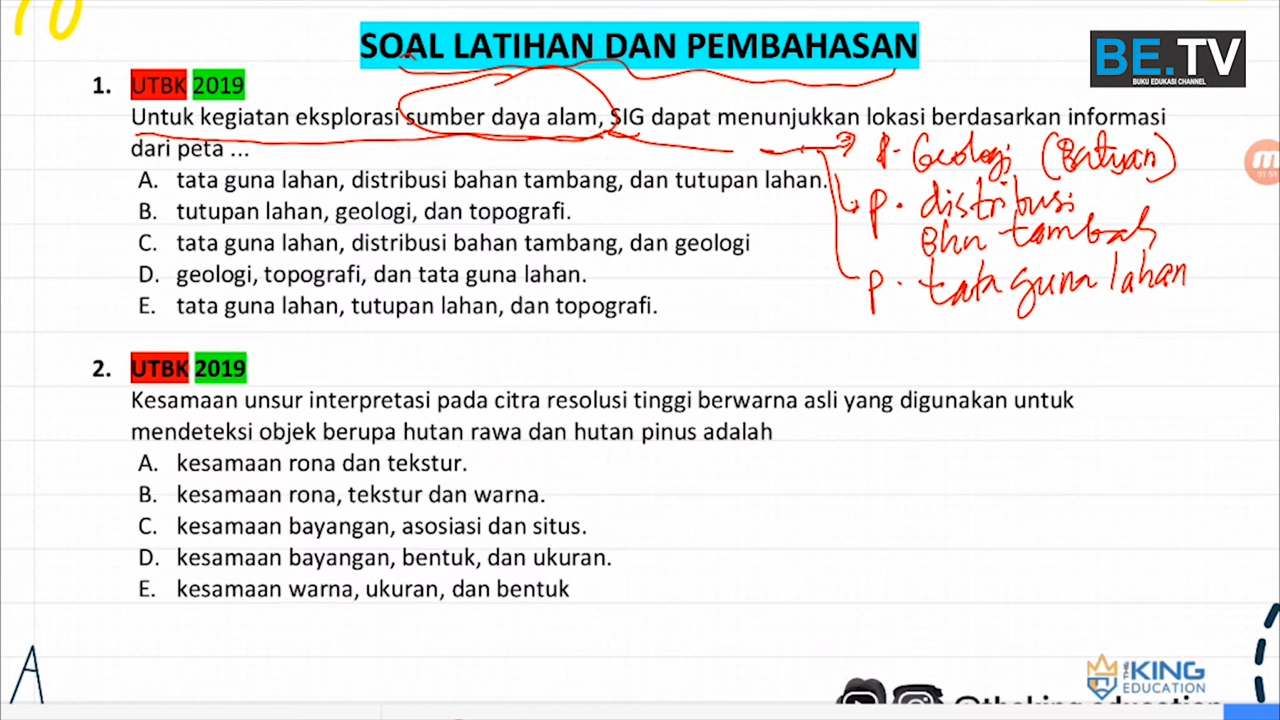 SOAL LATIHAN DAN PEMBAHASAN
BE.TV
BUKU EDUKASI CHANNEL
1. UTBK 2019
Untuk kegiatan eksplorasi sumber daya alam, SIG dapat menunjukkan lokasi berdasarkan informasi
dari peta ...
P. Geologi (Batuan)
A. tata guna lahan, distribusi bahan tambang, dan tutupan lahan.
P. distribusi
B. tutupan lahan, geologi, dan topografi.
Bhn tambah
C. tata guna lahan, distribusi bahan tambang, dan geologi
D. geologi, topografi, dan tata guna lahan.
P. tata guna lahan
E. tata guna lahan, tutupan lahan, dan topografi.
2. UTBK 2019
Kesamaan unsur interpretasi pada citra resolusi tinggi berwarna asli yang digunakan untuk
mendeteksi objek berupa hutan rawa dan hutan pinus adalah
A. kesamaan rona dan tekstur.
B. kesamaan rona, tekstur dan warna.
C. kesamaan bayangan, asosiasi dan situs.
D. kesamaan bayangan, bentuk, dan ukuran.
E. kesamaan warna, ukuran, dan bentuk
A
THE KING
EDUCATION
@theking.education